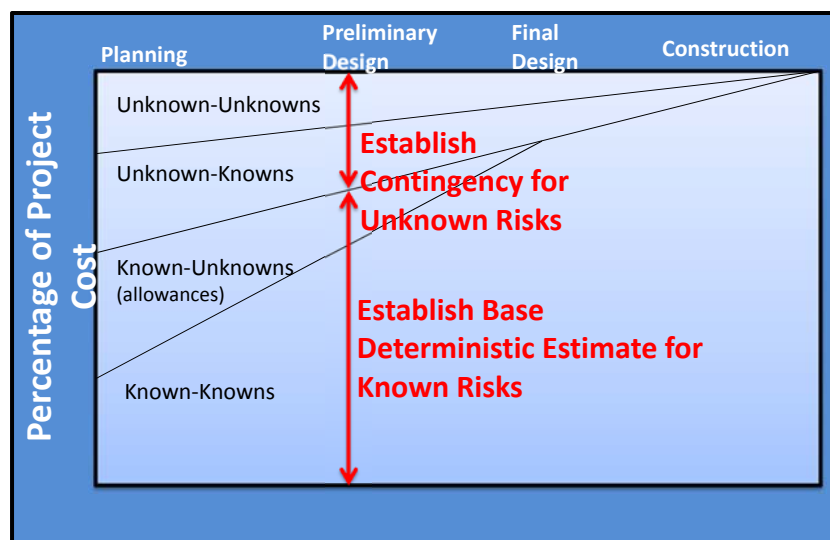 Planning
Preliminary
Design
Final
Design
Construction
Percentage of Project
Cost
Unknown-Unknowns
Unknown-Knowns
Known-Unknowns
(allowances)
Known-Knowns
Establish
Contingency for
Unknown Risks
Establish Base
Deterministic Estimate for
Known Risks